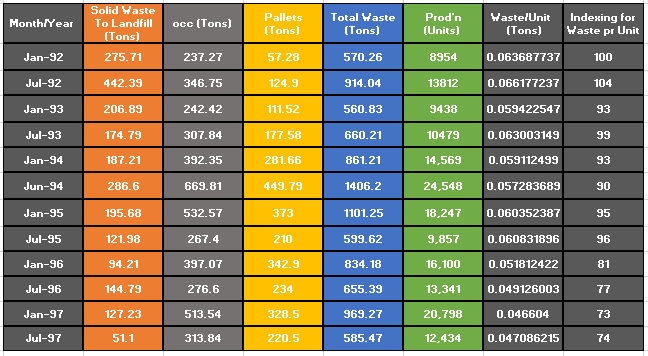 Month/Year Solid Waste To Landfill (Tons) occ (Tons) Pallets (Tons) Total Waste (Tons) Prod'n (Units) Waste/Unit (Tons) Indexing for Waste pr Unit
Jan-92 275.71 237.27 57.28 570.26 8954 0.063687737 100
Jul-92 442.39 346.75 124.9 914.04 13812 0.066177237 104
Jan-93 206.89 242.42 111.52 560.83 9438 0.059422547 93
Jul-93 174.79 307.84 177.58 660.21 10479 0.063003149 99
Jan-94 187.21 392.35 281.66 861.21 14,569 0.059112499 93
Jun-94 286.6 669.81 449.79 1406.2 24,548 0.057283689 90
Jan-95 195.68 532.57 373 1101.25 18,247 0.060352387 95
Jul-95 121.98 267.4 210 599.62 9,857 0.060831896 96
Jan-96 94.21 397.07 342.9 834.18 16,100 0.051812422 81
Jul-96 144.79 276.6 234 655.39 13,341 0.049126003 77
Jan-97 127.23 513.54 328.5 969.27 20,798 0.046604 73
Jul-97 51.1 313.84 220.5 585.47 12,434 0.047086215 74